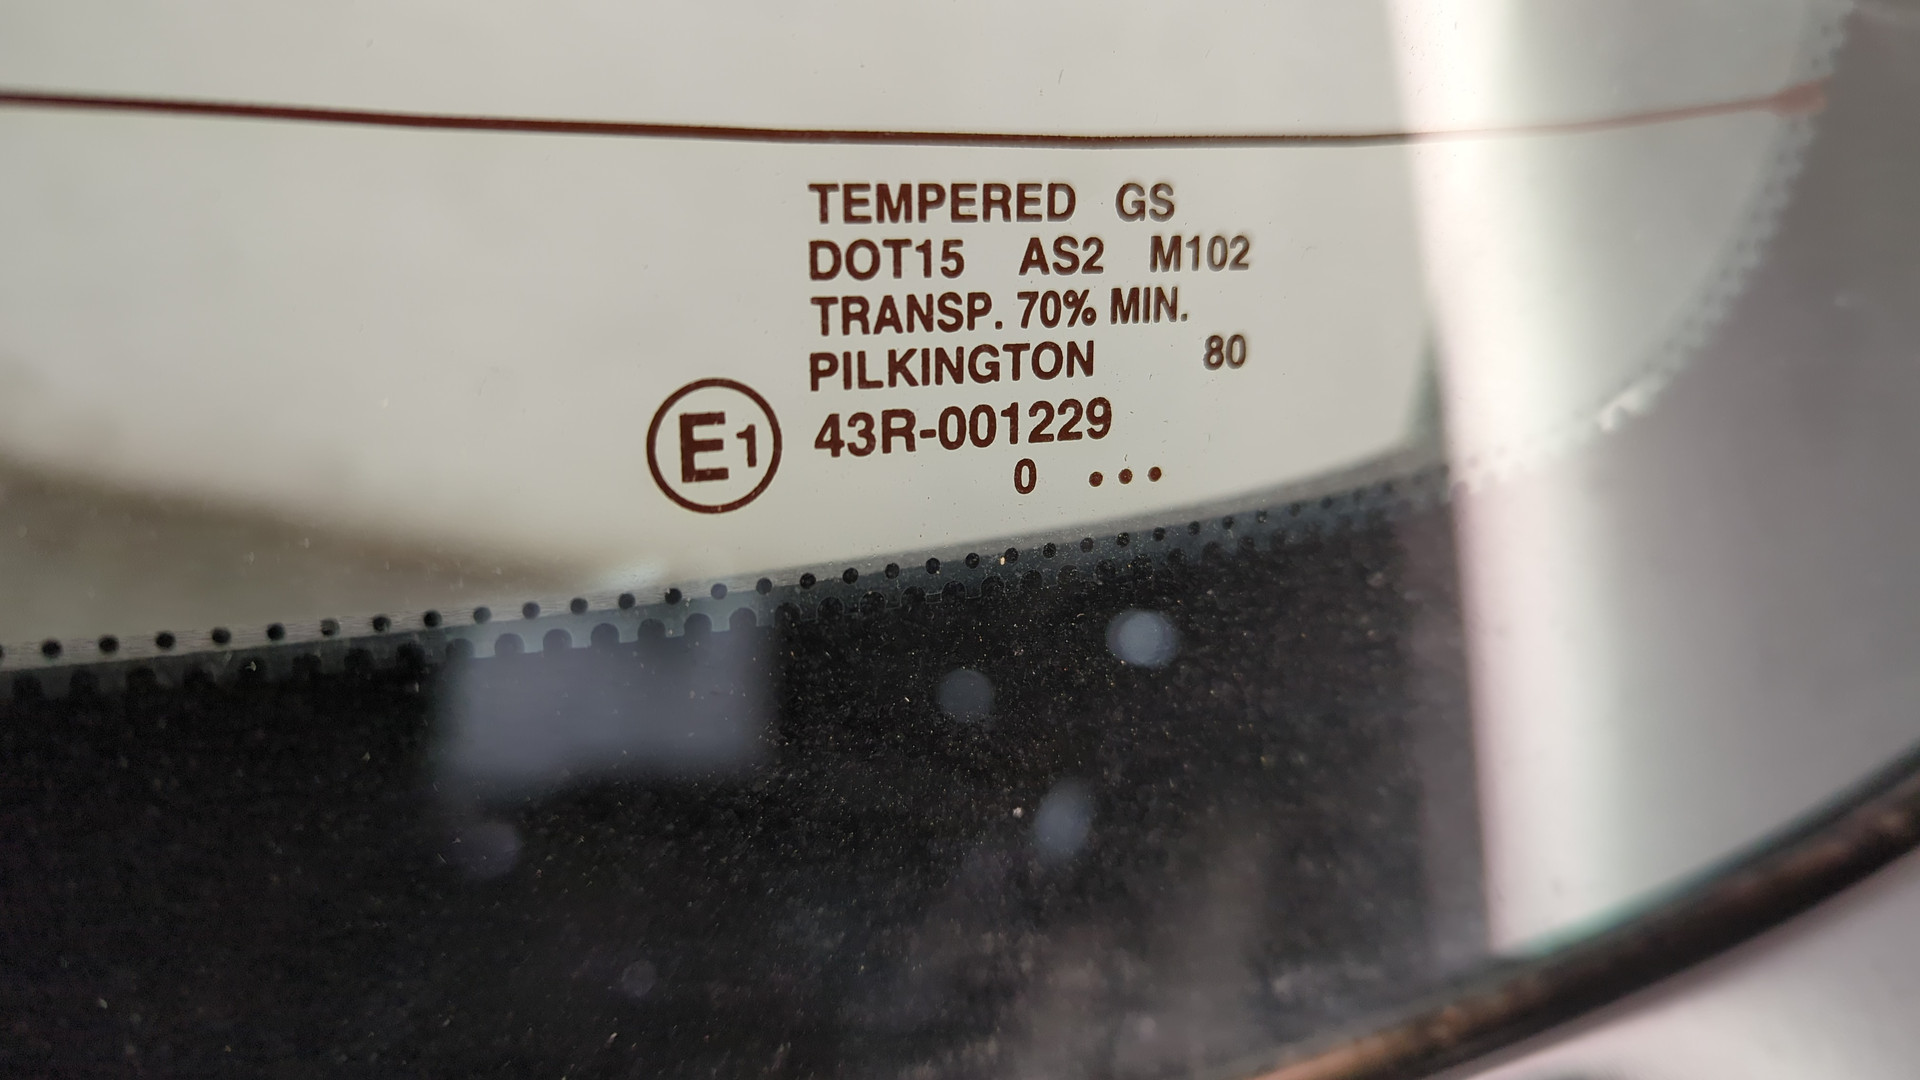 TEMPERED GS
DOT15 AS2 M102
TRANSP. 70% MIN.
PILKINGTON 80
E1 43R-001229
0 ...